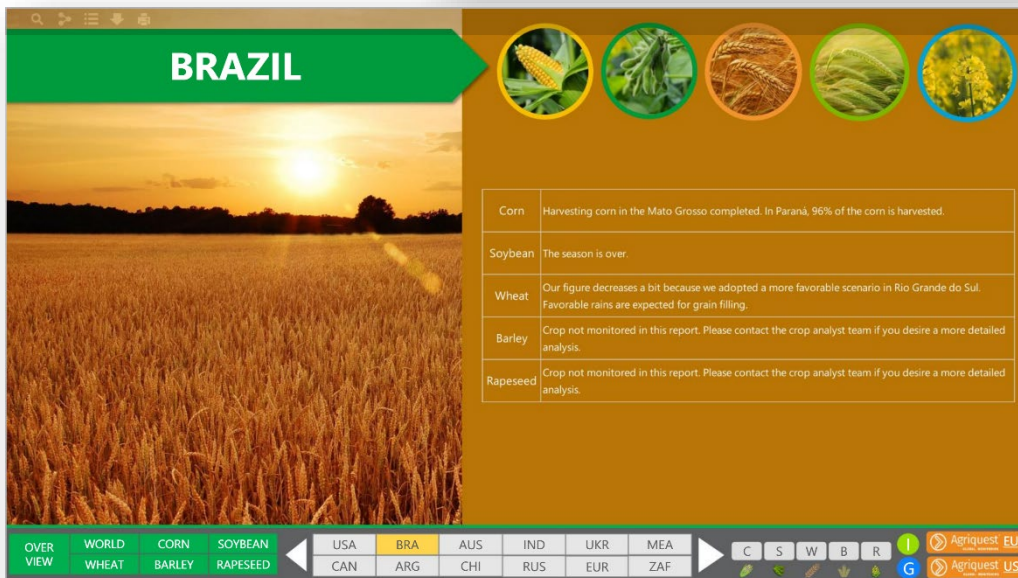 BRAZIL
Corn
Harvesting corn in the Mato Grosso completed. In Paraná, 96% of the corn is harvested.
Soybean
The season is over.
Wheat
Our figure decreases a bit because we adopted a more favorable scenario in Rio Grande do Sul.
Favorable rains are expected for grain filling.
Barley
Crop not monitored in this report. Please contact the crop analyst team if you desire a more detailed
analysis.
Rapeseed
Crop not monitored in this report. Please contact the crop analyst team if you desire a more detailed
analysis.
OVER
VIEW
WORLD CORN SOYBEAN
WHEAT BARLEY RAPESEED
USA BRA AUS IND UKR MEA
CAN ARG CHI RUS EUR ZAF
C S W B R
I
G
Agriquest EU
Agriquest US